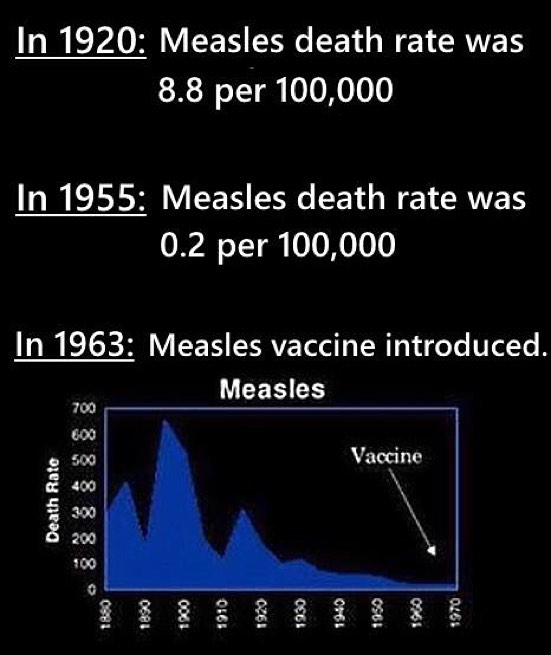 In 1920: Measles death rate was
8.8 per 100,000
In 1955: Measles death rate was
0.2 per 100,000
In 1963: Measles vaccine introduced.
Measles
700
600
500
400
300
200
100
0
Death Rate
Vaccine
1880 1890 1900 1910 1920 1930 1940 1950 1960 1970